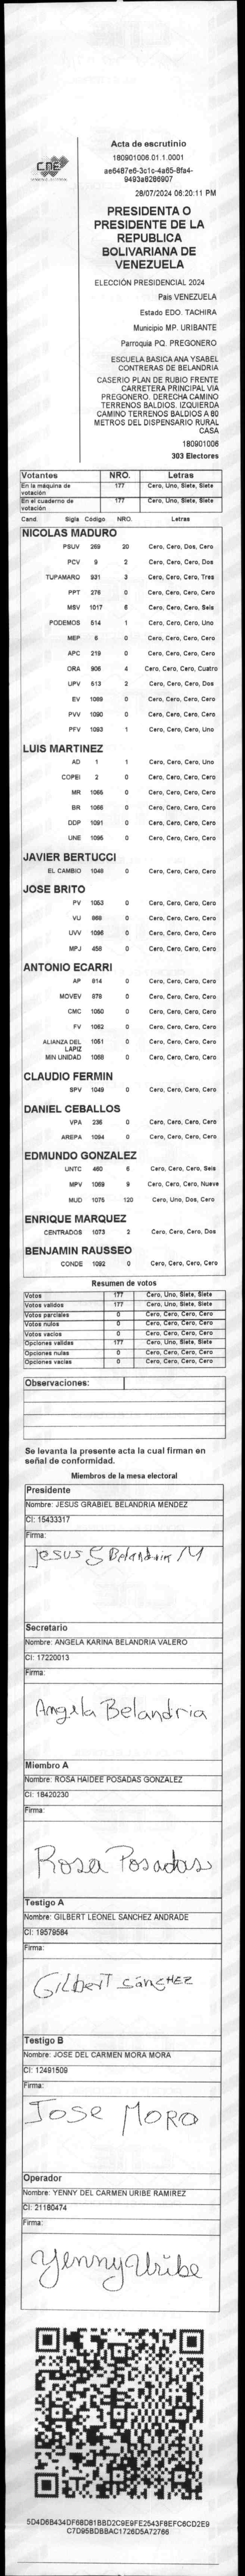 CNE
Acta de escrutinio
180901006.01.1.0001
ae6487e6-3c1c-4a65-8fa4-
9493a8286907
28/07/2024 06:20:11 PM
PRESIDENTA O
PRESIDENTE DE LA
REPUBLICA
BOLIVARIANA DE
VENEZUELA
ELECCIÓN PRESIDENCIAL 2024
Pais VENEZUELA
Estado EDO. TACHIRA
Municipio MP. URIBANTE
Parroquia PQ. PREGONERO
ESCUELA BASICA ANA YSABEL
CONTRERAS DE BELANDRIA
CASERIO PLAN DE RUBIO FRENTE
CARRETERA PRINCIPAL VIA
PREGONERO. DERECHA CAMINO
TERRENOS BALDIOS. IZQUIERDA
CAMINO TERRENOS BALDIOS A 80
METROS DEL DISPENSARIO RURAL
CASA
180901006
303 Electores
Votantes NRO. Letras
En la máquina de votación 177 Cero, Uno, Siete, Siete
En el cuaderno de votación 177 Cero, Uno, Siete, Siete
Cand. Sigla Código NRO. Letras
NICOLAS MADURO
PSUV 269 20 Cero, Cero, Dos, Cero
PCV 9 2 Cero, Cero, Cero, Dos
TUPAMARO 931 3 Cero, Cero, Cero, Tres
PPT 276 0 Cero, Cero, Cero, Cero
MSV 1017 6 Cero, Cero, Cero, Seis
PODEMOS 514 1 Cero, Cero, Cero, Uno
MEP 6 0 Cero, Cero, Cero, Cero
APC 219 0 Cero, Cero, Cero, Cero
ORA 906 4 Cero, Cero, Cero, Cuatro
UPV 513 2 Cero, Cero, Cero, Dos
EV 1089 0 Cero, Cero, Cero, Cero
PVV 1090 0 Cero, Cero, Cero, Cero
PFV 1093 1 Cero, Cero, Cero, Uno
LUIS MARTINEZ
AD 1 1 Cero, Cero, Cero, Uno
COPEI 2 0 Cero, Cero, Cero, Cero
MR 1065 0 Cero, Cero, Cero, Cero
BR 1066 0 Cero, Cero, Cero, Cero
DDP 1091 0 Cero, Cero, Cero, Cero
UNE 1095 0 Cero, Cero, Cero, Cero
JAVIER BERTUCCI
EL CAMBIO 1048 0 Cero, Cero, Cero, Cero
JOSE BRITO
PV 1053 0 Cero, Cero, Cero, Cero
VU 868 0 Cero, Cero, Cero, Cero
UVV 1096 0 Cero, Cero, Cero, Cero
MPJ 458 0 Cero, Cero, Cero, Cero
ANTONIO ECARRI
AP 814 0 Cero, Cero, Cero, Cero
MOVEV 878 0 Cero, Cero, Cero, Cero
CMC 1050 0 Cero, Cero, Cero, Cero
FV 1052 0 Cero, Cero, Cero, Cero
ALIANZA DEL LAPIZ 1051 0 Cero, Cero, Cero, Cero
MIN UNIDAD 1068 0 Cero, Cero, Cero, Cero
CLAUDIO FERMIN
SPV 1049 0 Cero, Cero, Cero, Cero
DANIEL CEBALLOS
VPA 236 0 Cero, Cero, Cero, Cero
AREPA 1094 0 Cero, Cero, Cero, Cero
EDMUNDO GONZALEZ
UNTC 460 6 Cero, Cero, Cero, Seis
MPV 1069 9 Cero, Cero, Cero, Nueve
MUD 1075 120 Cero, Uno, Dos, Cero
ENRIQUE MARQUEZ
CENTRADOS 1073 2 Cero, Cero, Cero, Dos
BENJAMIN RAUSSEO
CONDE 1092 0 Cero, Cero, Cero, Cero
Resumen de votos
Votos 177 Cero, Uno, Siete, Siete
Votos validos 177 Cero, Uno, Siete, Siete
Votos parciales 0 Cero, Cero, Cero, Cero
Votos nulos 0 Cero, Cero, Cero, Cero
Votos vacios 0 Cero, Cero, Cero, Cero
Opciones validas 177 Cero, Uno, Siete, Siete
Opciones nulas 0 Cero, Cero, Cero, Cero
Opciones vacias 0 Cero, Cero, Cero, Cero
Observaciones:
Se levanta la presente acta la cual firman en
señal de conformidad.
Miembros de la mesa electoral
Presidente
Nombre: JESUS GRABIEL BELANDRIA MENDEZ
CI: 15433317
Firma:
Jesus G Belandria M
Secretario
Nombre: ANGELA KARINA BELANDRIA VALERO
CI: 17220013
Firma:
Angela Belandria
Miembro A
Nombre: ROSA HAIDEE POSADAS GONZALEZ
CI: 18420230
Firma:
Rosa Posadas
Testigo A
Nombre: GILBERT LEONEL SANCHEZ ANDRADE
CI: 19579584
Firma:
GILberT SánCHEZ
Testigo B
Nombre: JOSE DEL CARMEN MORA MORA
CI: 12491509
Firma:
Jose MORO
Operador
Nombre: YENNY DEL CARMEN URIBE RAMIREZ
CI: 21180474
Firma:
Yenny Uribe
5D4D6B434DF68D81BBD2C9E9FE2543F8EFC6CD2E9
C7D95BDBBAC1726D5A72766